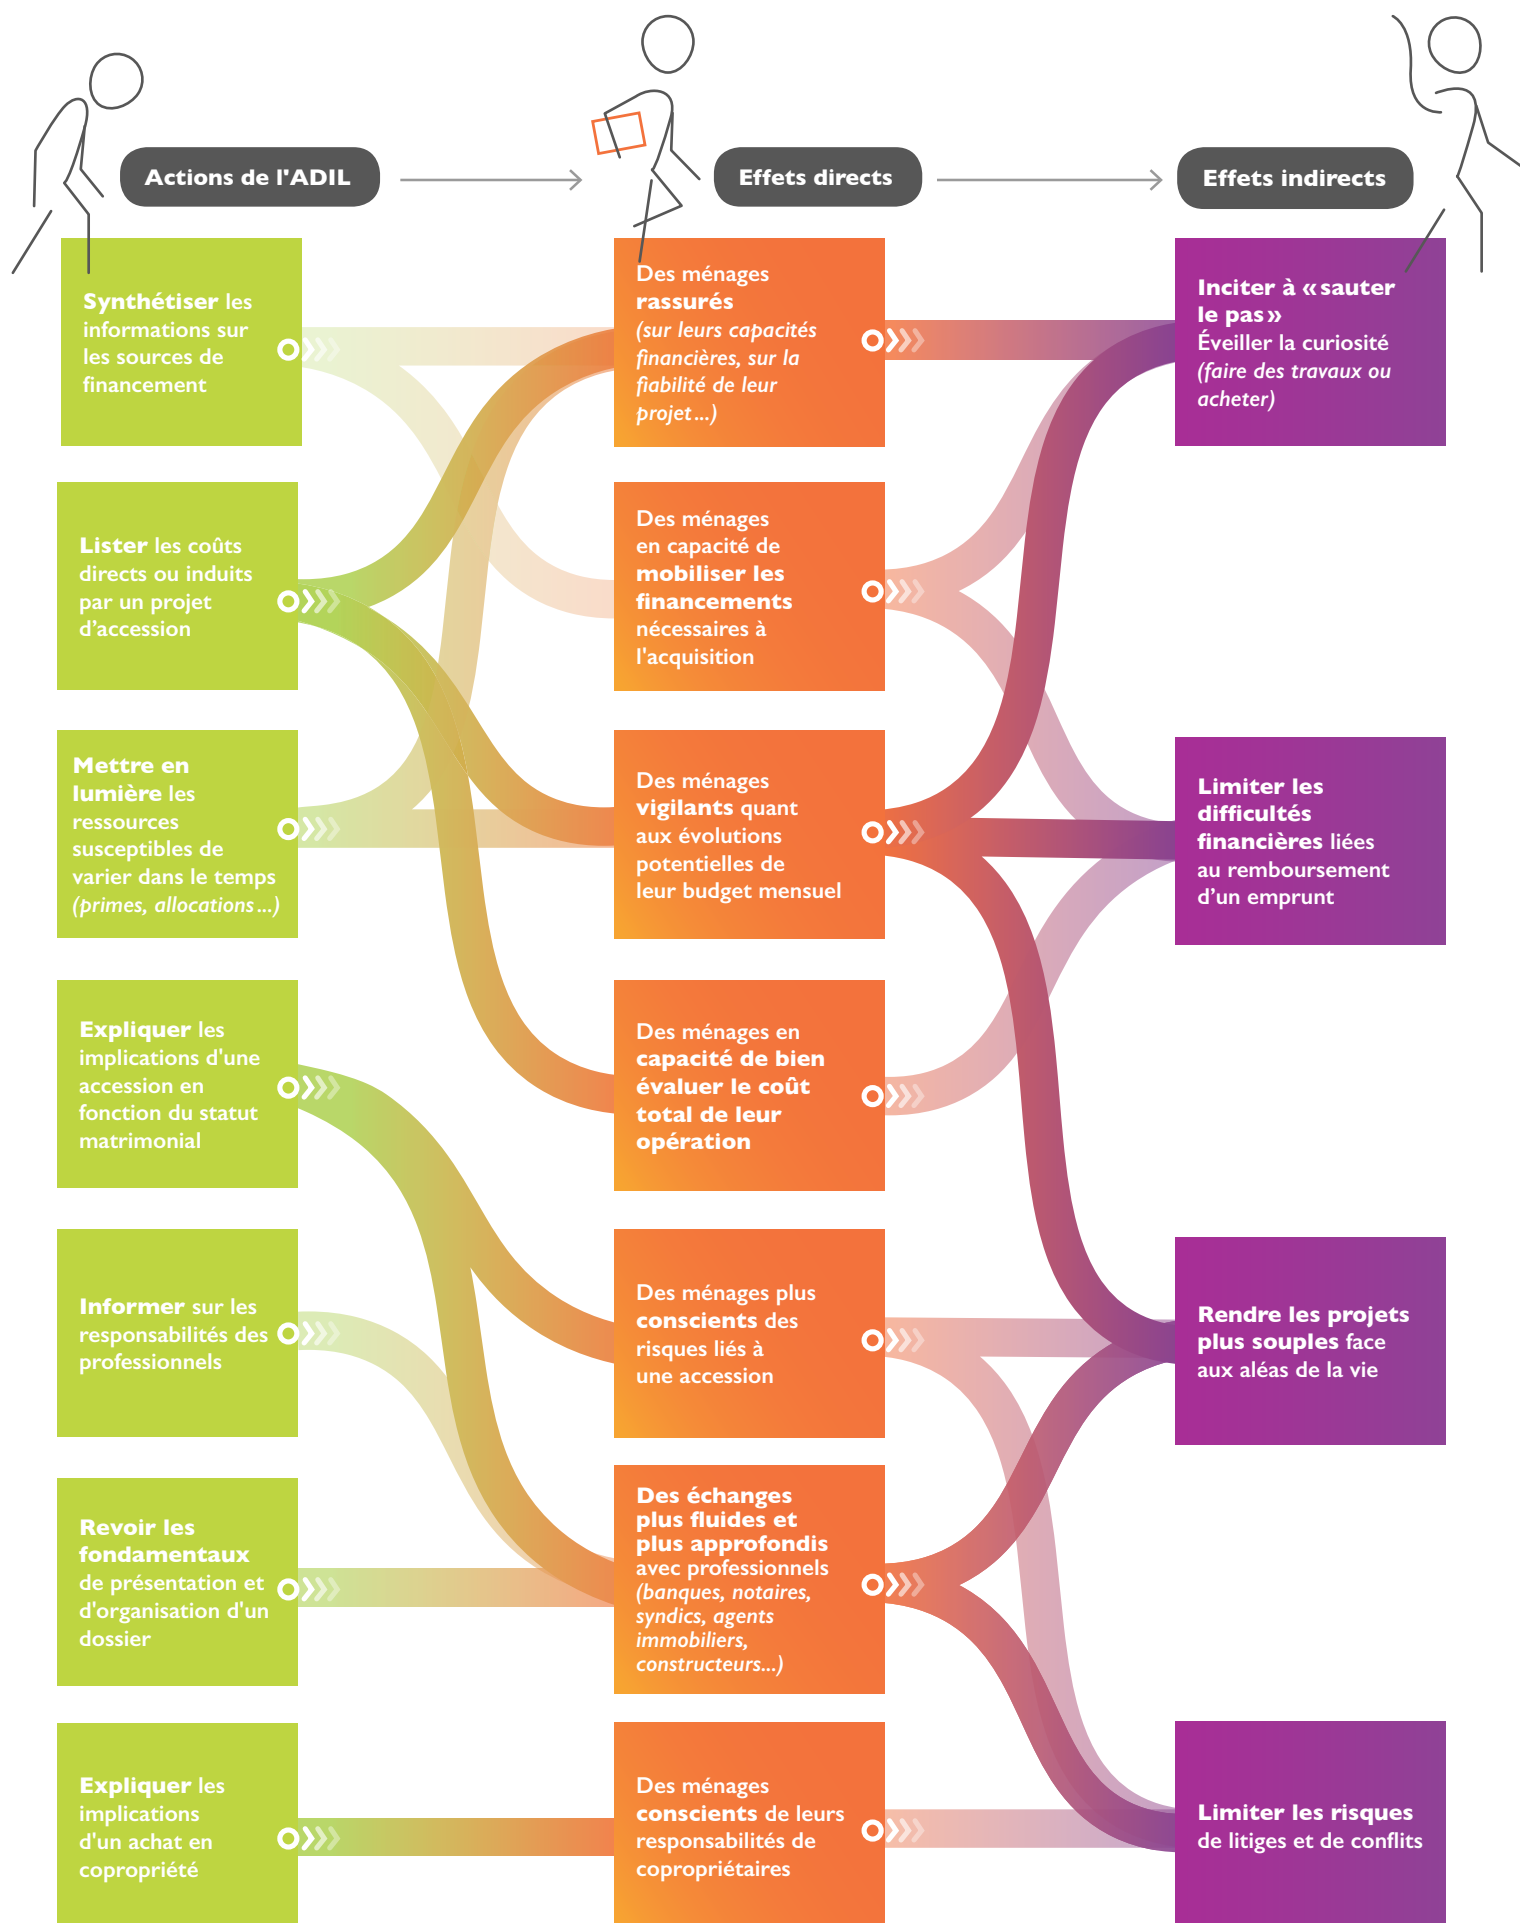 Actions de l'ADIL
Effets directs
Effets indirects
Synthétiser les
informations sur
les sources de
financement
Lister les coûts
directs ou induits
par un projet
d’accession
Mettre en
lumière les
ressources
susceptibles de
varier dans le temps
(primes, allocations...)
Expliquer les
implications d'une
accession en
fonction du statut
matrimonial
Informer sur les
responsabilités des
professionnels
Revoir les
fondamentaux
de présentation et
d'organisation d'un
dossier
Expliquer les
implications
d'un achat en
copropriété
Des ménages
rassurés
(sur leurs capacités
financières, sur la
fiabilité de leur
projet...)
Des ménages
en capacité de
mobiliser les
financements
nécessaires à
l'acquisition
Des ménages
vigilants quant
aux évolutions
potentielles de
leur budget mensuel
Des ménages en
capacité de bien
évaluer le coût
total de leur
opération
Des ménages plus
conscients des
risques liés à
une accession
Des échanges
plus fluides et
plus approfondis
avec professionnels
(banques, notaires,
syndics, agents
immobiliers,
constructeurs...)
Des ménages
conscients de leurs
responsabilités de
copropriétaires
Inciter à «sauter
le pas»
Éveiller la curiosité
(faire des travaux ou
acheter)
Limiter les
difficultés
financières liées
au remboursement
d’un emprunt
Rendre les projets
plus souples face
aux aléas de la vie
Limiter les risques
de litiges et de conflits